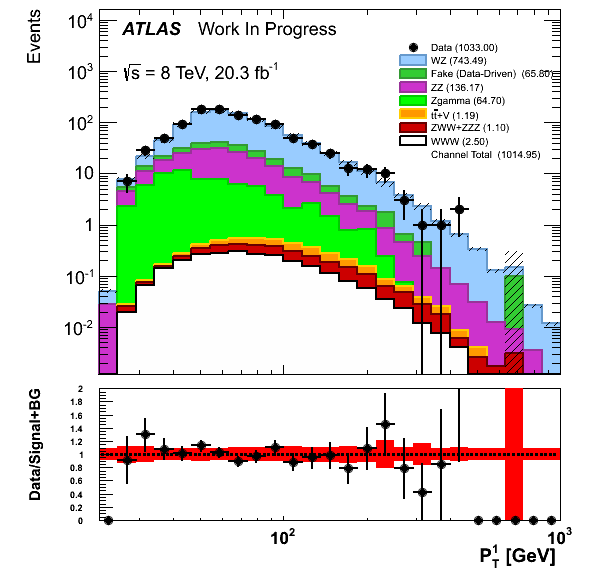 ATLAS Work In Progress
√s = 8 TeV, 20.3 fb⁻¹
Data (1033.00)
WZ (743.49)
Fake (Data-Driven) (65.80)
ZZ (136.17)
Zgamma (64.70)
tt̄+V (1.19)
ZWW+ZZZ (1.10)
WWW (2.50)
Channel Total (1014.95)
Events
10⁴
10³
10²
10
1
10⁻¹
10⁻²
Data/Signal+BG
2
1.8
1.6
1.4
1.2
1
0.8
0.6
0.4
0.2
0
10²
10³
P_T^1 [GeV]